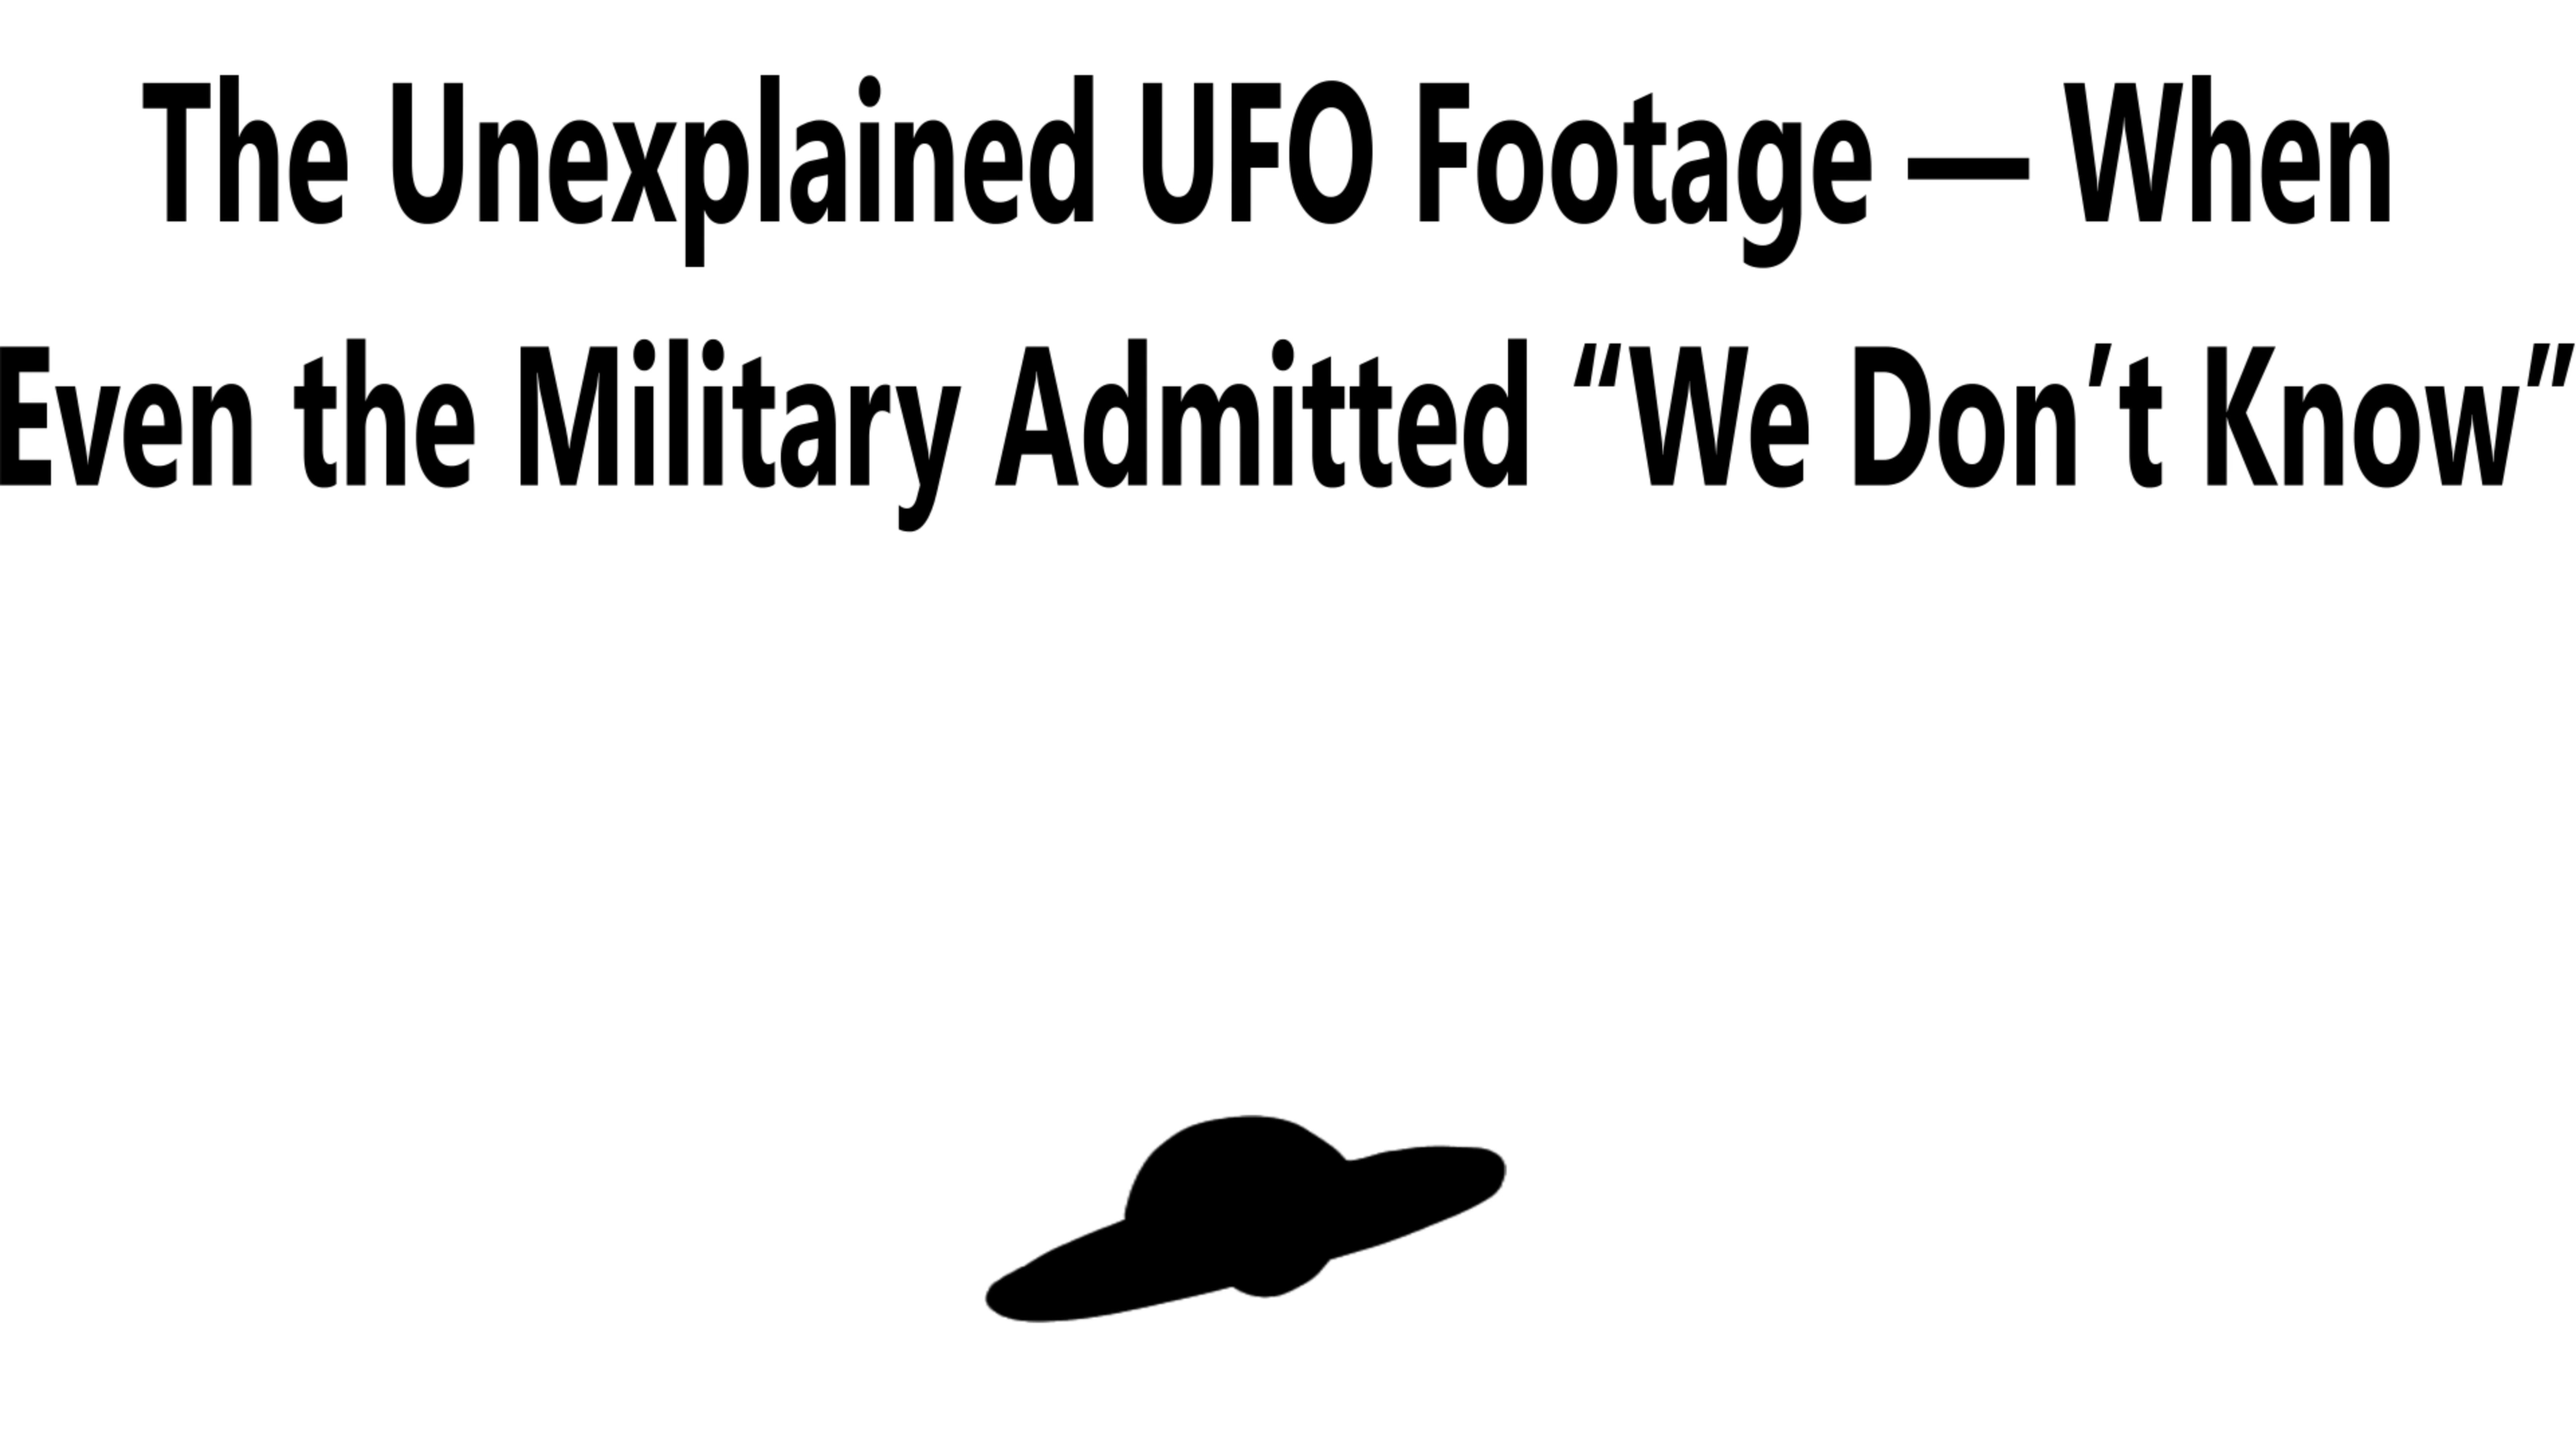 The Unexplained UFO Footage — When
Even the Military Admitted “We Don’t Know”